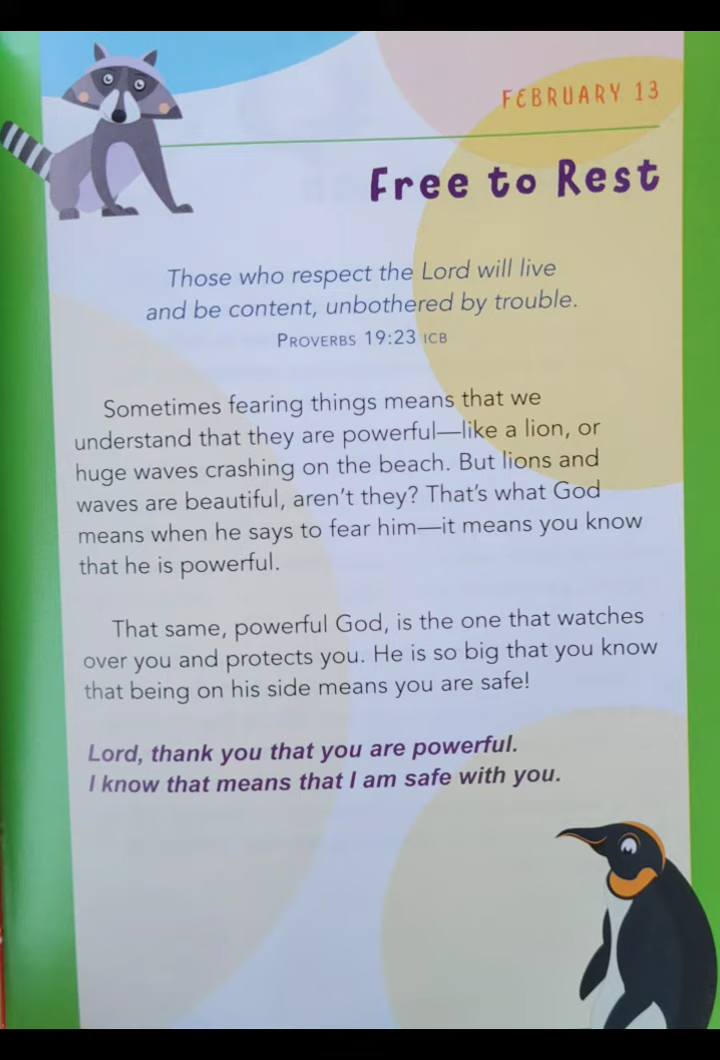 FEBRUARY 13
Free to Rest
Those who respect the Lord will live
and be content, unbothered by trouble.
PROVERBS 19:23 ICB
Sometimes fearing things means that we
understand that they are powerful—like a lion, or
huge waves crashing on the beach. But lions and
waves are beautiful, aren't they? That's what God
means when he says to fear him—it means you know
that he is powerful.
That same, powerful God, is the one that watches
over you and protects you. He is so big that you know
that being on his side means you are safe!
Lord, thank you that you are powerful.
I know that means that I am safe with you.